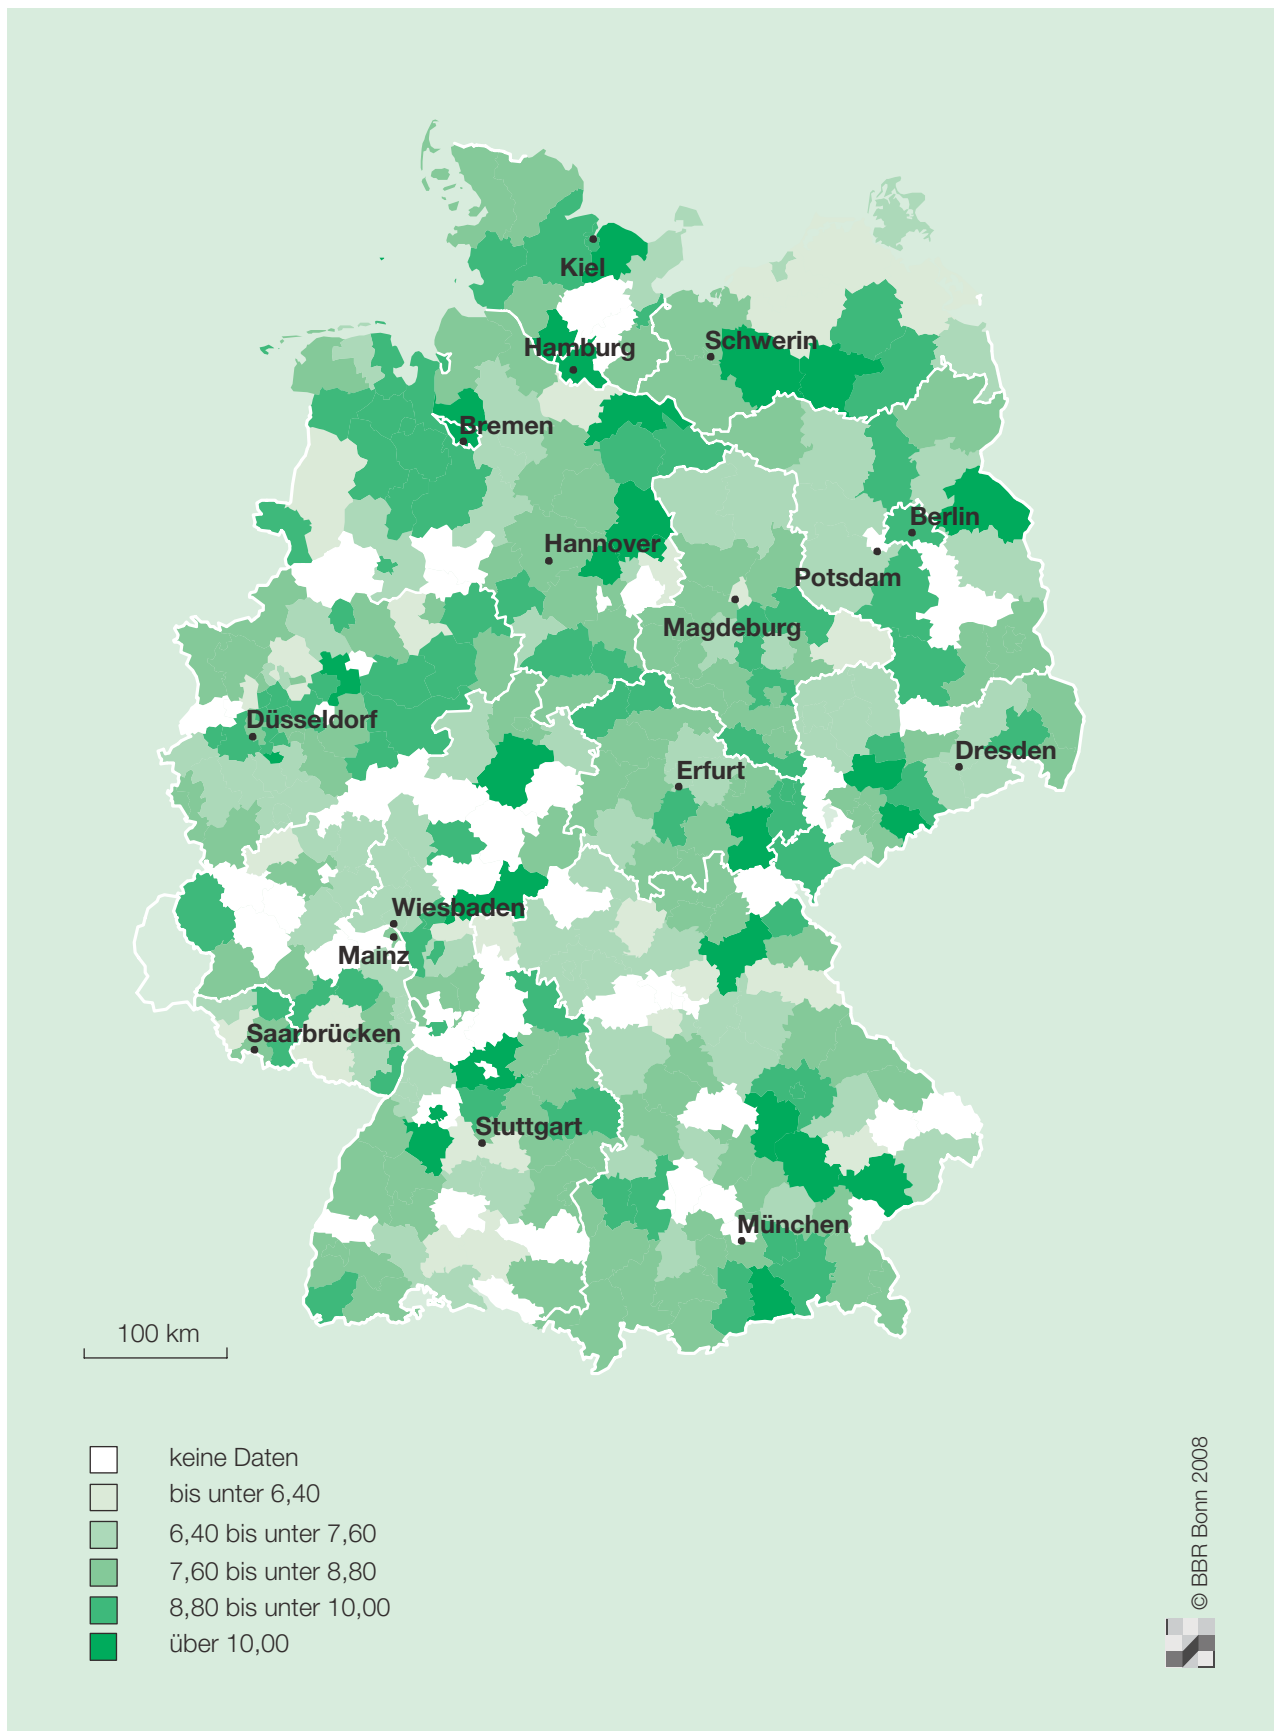 Kiel
Schwerin
Hamburg
Bremen
Berlin
Hannover
Potsdam
Magdeburg
Düsseldorf
Dresden
Erfurt
Wiesbaden
Mainz
Saarbrücken
Stuttgart
München
100 km
keine Daten
bis unter 6,40
6,40 bis unter 7,60
7,60 bis unter 8,80
8,80 bis unter 10,00
über 10,00
© BBR Bonn 2008